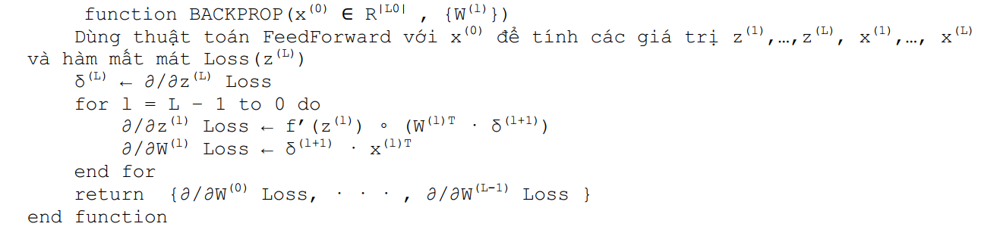 function BACKPROP(x⁽⁰⁾ ∈ R^|L0| , {W⁽ˡ⁾})
Dùng thuật toán FeedForward với x⁽⁰⁾ để tính các giá trị z⁽¹⁾,…,z⁽ᴸ⁾, x⁽¹⁾,…, x⁽ᴸ⁾
và hàm mất mát Loss(z⁽ᴸ⁾)
δ⁽ᴸ⁾ ← ∂/∂z⁽ᴸ⁾ Loss
for l = L − 1 to 0 do
∂/∂z⁽ˡ⁾ Loss ← f′(z⁽ˡ⁾) ∘ (W⁽ˡ⁾ᵀ · δ⁽ˡ⁺¹⁾)
∂/∂W⁽ˡ⁾ Loss ← δ⁽ˡ⁺¹⁾ · x⁽ˡ⁾ᵀ
end for
return {∂/∂W⁽⁰⁾ Loss, · · · , ∂/∂W⁽ᴸ⁻¹⁾ Loss }
end function